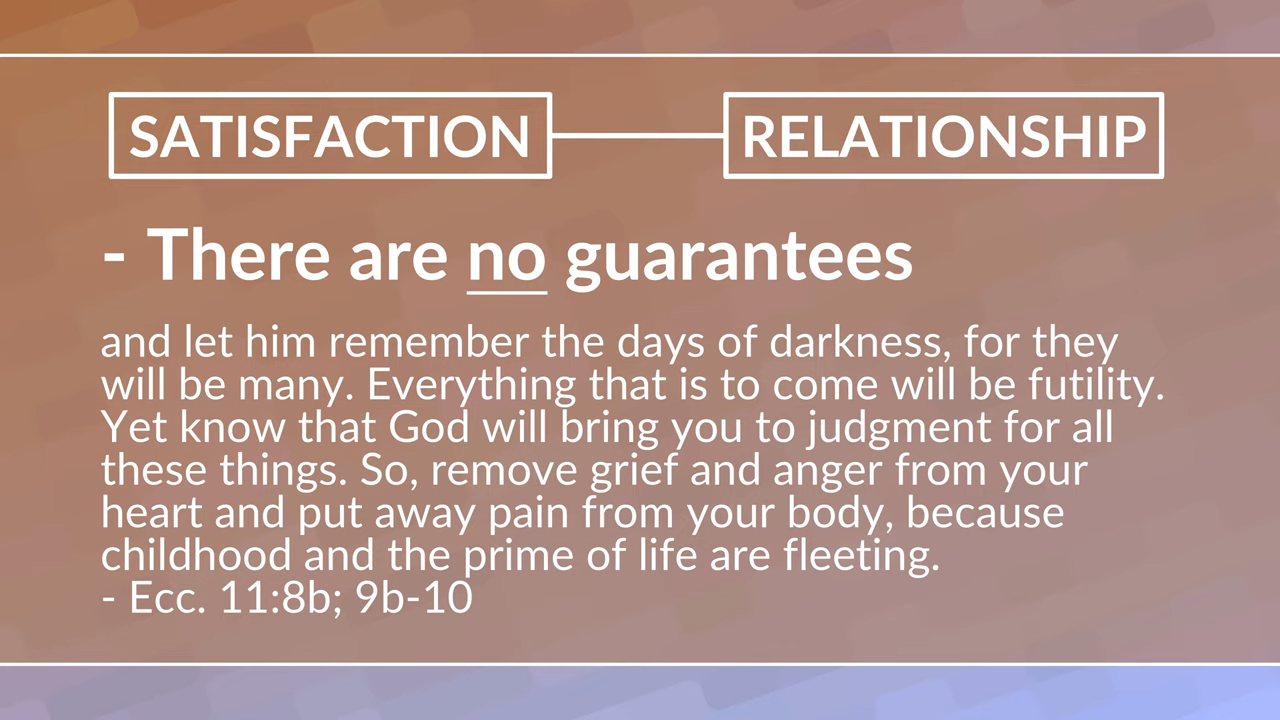 SATISFACTION RELATIONSHIP
- There are no guarantees
and let him remember the days of darkness, for they
will be many. Everything that is to come will be futility.
Yet know that God will bring you to judgment for all
these things. So, remove grief and anger from your
heart and put away pain from your body, because
childhood and the prime of life are fleeting.
- Ecc. 11:8b; 9b-10